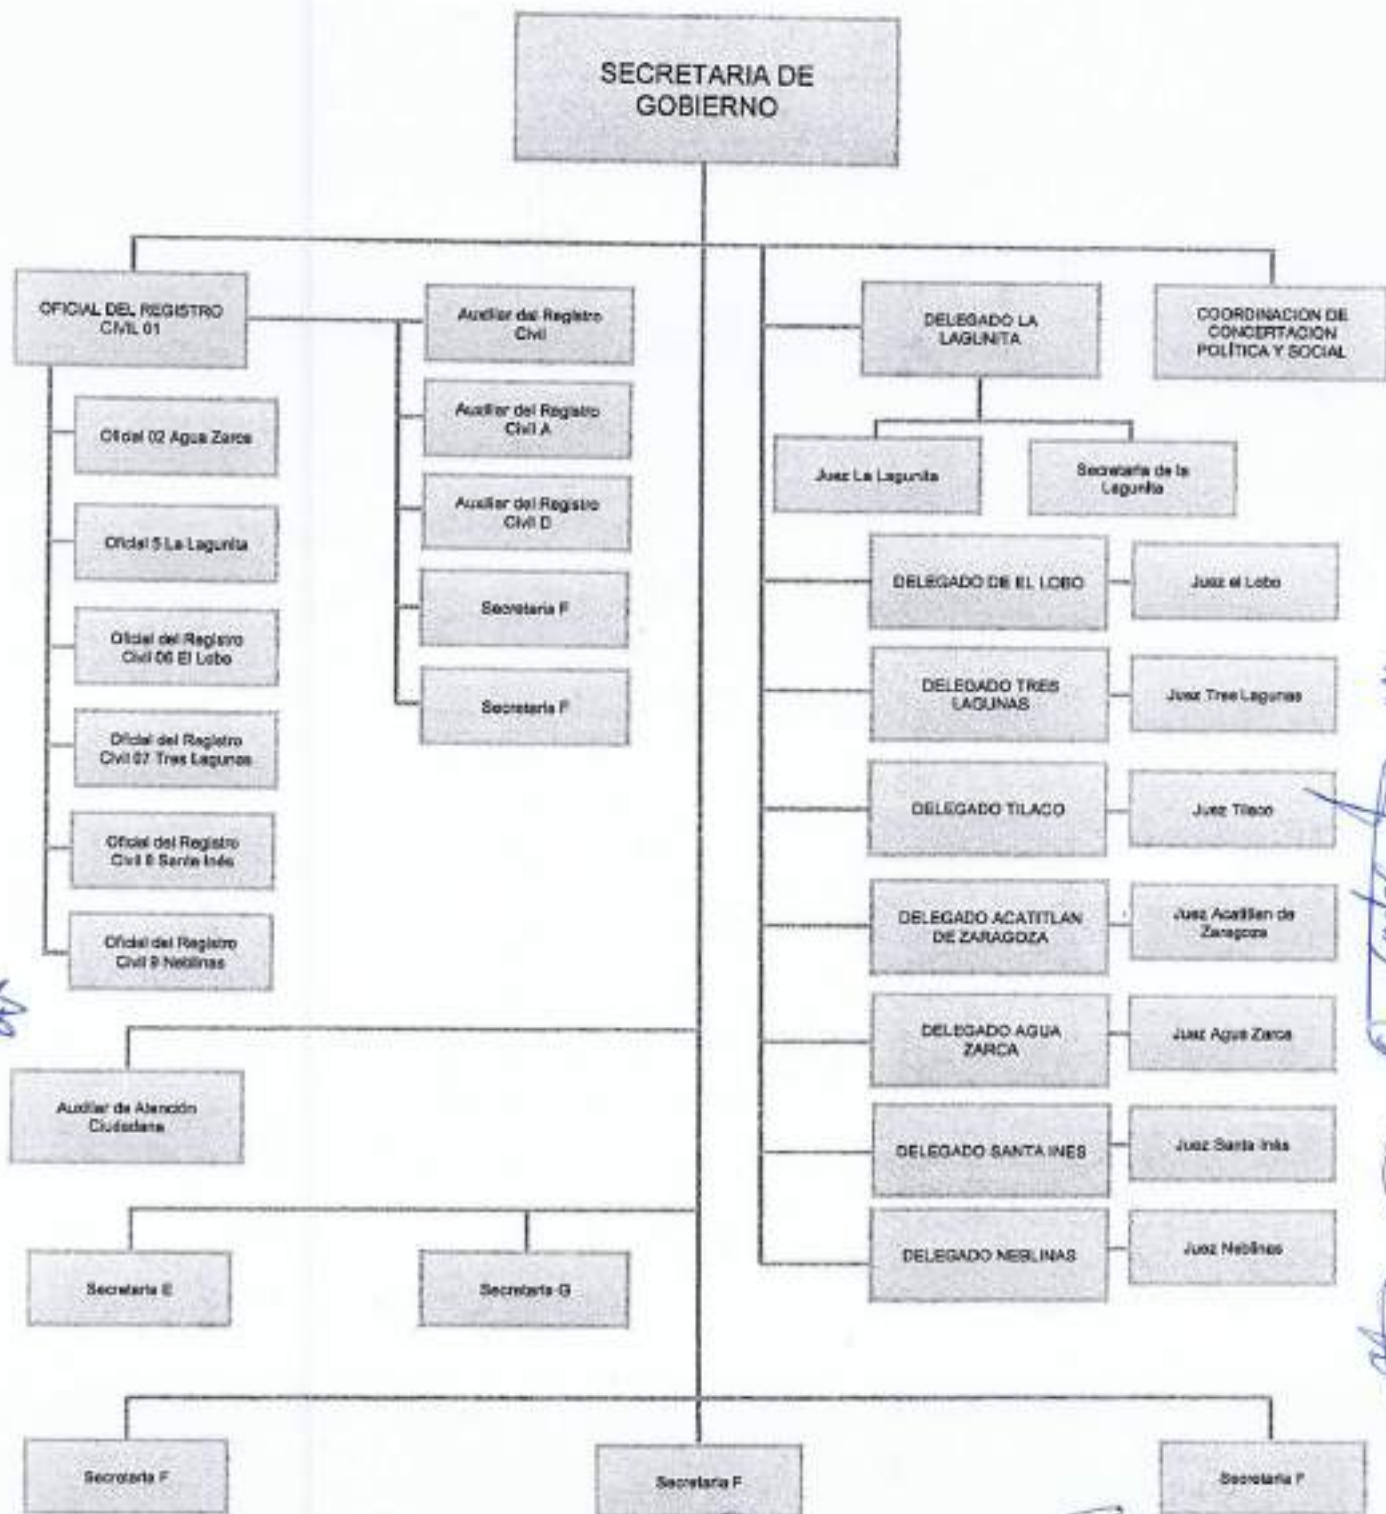 SECRETARIA DE
GOBIERNO
OFICIAL DEL REGISTRO
CIVIL 01
Oficial 02 Agua Zarca
Oficial 5 La Lagunita
Oficial del Registro
Civil 06 El Lobo
Oficial del Registro
Civil 07 Tres Lagunas
Oficial del Registro
Civil 8 Santa Inés
Oficial del Registro
Civil 9 Neblinas
Auxiliar del Registro
Civil
Auxiliar del Registro
Civil A
Auxiliar del Registro
Civil D
Secretaria F
Secretaria F
DELEGADO LA
LAGUNITA
COORDINACION DE
CONCERTACION
POLÍTICA Y SOCIAL
Juez La Lagunita
Secretaria de la
Lagunita
DELEGADO DE EL LOBO
Juez el Lobo
DELEGADO TRES
LAGUNAS
Juez Tres Lagunas
DELEGADO TILACO
Juez Tilaco
DELEGADO ACATITLAN
DE ZARAGOZA
Juez Acatitlan de
Zaragoza
DELEGADO AGUA
ZARCA
Juez Agua Zarca
DELEGADO SANTA INES
Juez Santa Inés
DELEGADO NEBLINAS
Juez Neblinas
Auxiliar de Atención
Ciudadana
Secretaria E
Secretaria G
Secretaria F
Secretaria F
Secretaria F